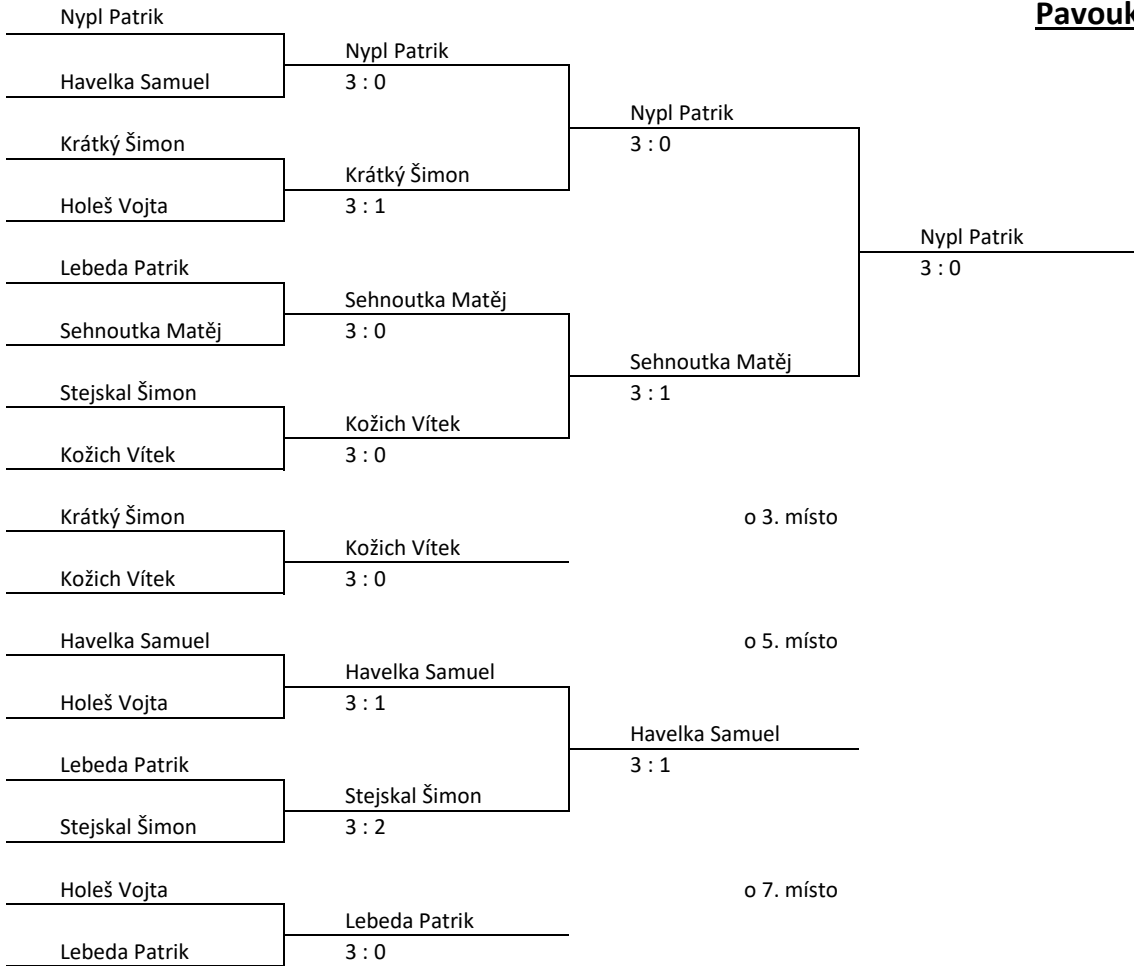 Nypl Patrik
Pavouk
Nypl Patrik
Havelka Samuel
3 : 0
Nypl Patrik
Krátký Šimon
3 : 0
Krátký Šimon
Holeš Vojta
3 : 1
Nypl Patrik
Lebeda Patrik
3 : 0
Sehnoutka Matěj
Sehnoutka Matěj
3 : 0
Sehnoutka Matěj
Stejskal Šimon
3 : 1
Kožich Vítek
Kožich Vítek
3 : 0
Krátký Šimon
o 3. místo
Kožich Vítek
Kožich Vítek
3 : 0
Havelka Samuel
o 5. místo
Havelka Samuel
Holeš Vojta
3 : 1
Havelka Samuel
Lebeda Patrik
3 : 1
Stejskal Šimon
Stejskal Šimon
3 : 2
Holeš Vojta
o 7. místo
Lebeda Patrik
Lebeda Patrik
3 : 0